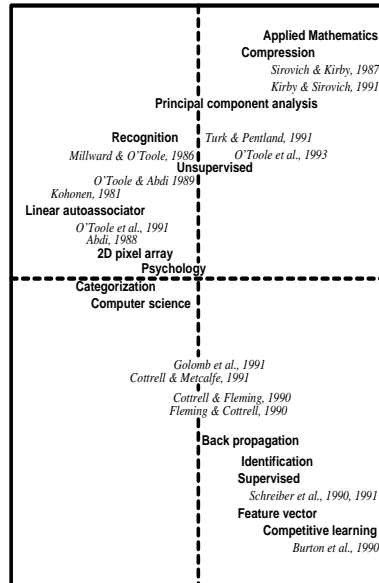 Applied Mathematics
Compression
Sirovich & Kirby, 1987
Kirby & Sirovich, 1991
Principal component analysis
Recognition
Turk & Pentland, 1991
Millward & O'Toole, 1986
O'Toole et al., 1993
Unsupervised
O'Toole & Abdi 1989
Kohonen, 1981
Linear autoassociator
O'Toole et al., 1991
Abdi, 1988
2D pixel array
Psychology
Categorization
Computer science
Golomb et al., 1991
Cottrell & Metcalfe, 1991
Cottrell & Fleming, 1990
Fleming & Cottrell, 1990
Back propagation
Identification
Supervised
Schreiber et al., 1990, 1991
Feature vector
Competitive learning
Burton et al., 1990